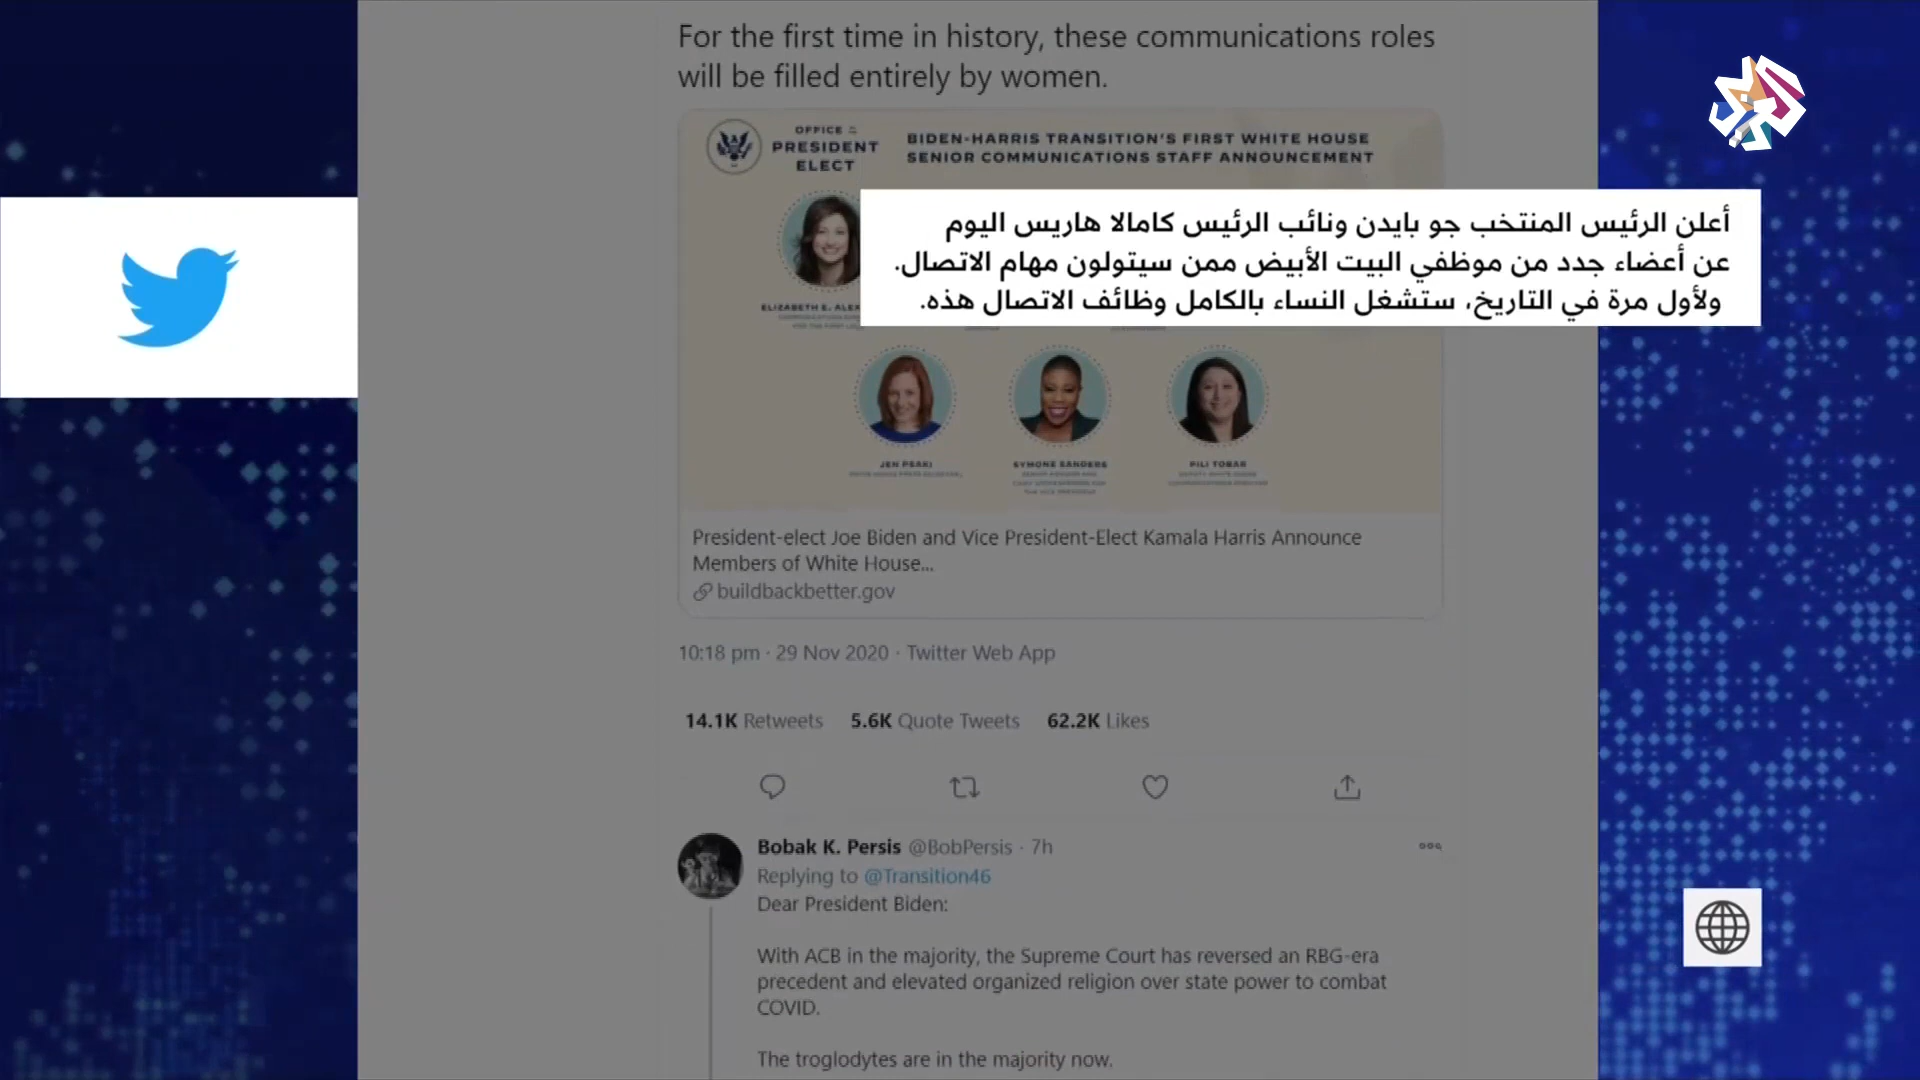 For the first time in history, these communications roles
will be filled entirely by women.
OFFICE OF THE
PRESIDENT
ELECT
BIDEN-HARRIS TRANSITION'S FIRST WHITE HOUSE
SENIOR COMMUNICATIONS STAFF ANNOUNCEMENT
أعلن الرئيس المنتخب جو بايدن ونائب الرئيس كامالا هاريس اليوم
عن أعضاء جدد من موظفي البيت الأبيض ممن سيتولون مهام الاتصال.
ولأول مرة في التاريخ، ستشغل النساء بالكامل وظائف الاتصال هذه.
ELIZABETH E. ALEX
JEN PSAKI
SYMONE SANDERS
PILI TOBAR
President-elect Joe Biden and Vice President-Elect Kamala Harris Announce
Members of White House...
buildbackbetter.gov
10:18 pm · 29 Nov 2020 · Twitter Web App
14.1K Retweets 5.6K Quote Tweets 62.2K Likes
Bobak K. Persis @BobPersis · 7h
Replying to @Transition46
Dear President Biden:
With ACB in the majority, the Supreme Court has reversed an RBG-era
precedent and elevated organized religion over state power to combat
COVID.
The troglodytes are in the majority now.